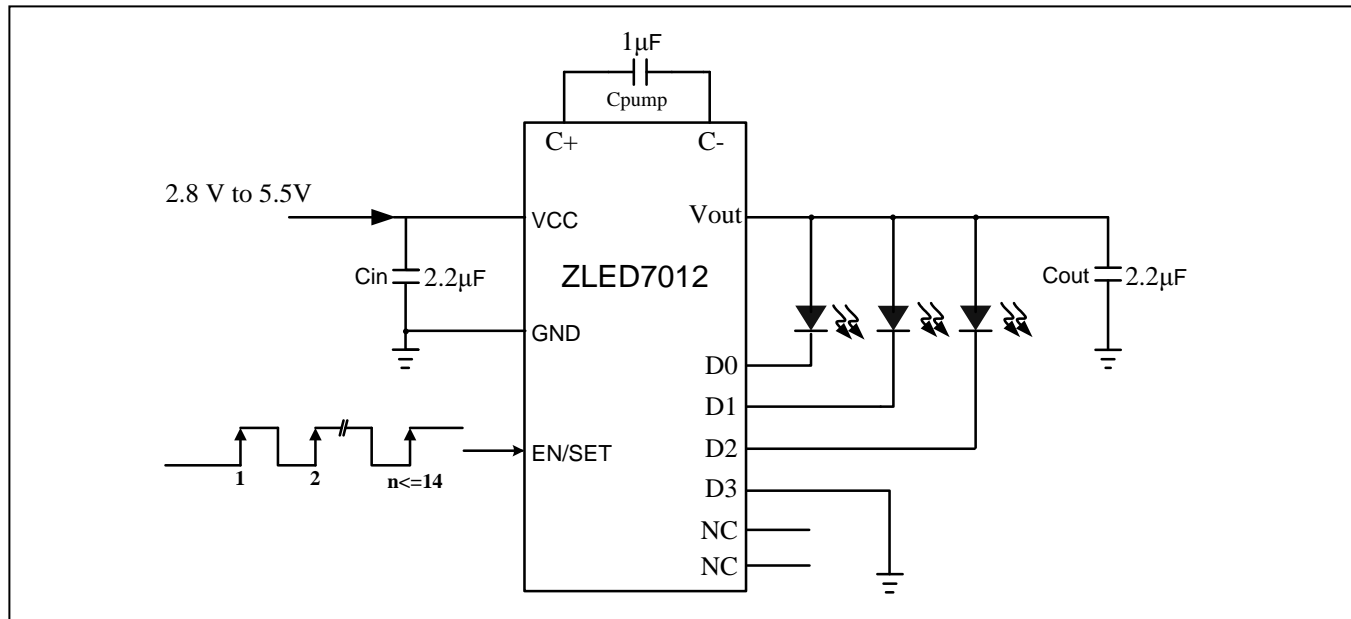 1μF
Cpump
C+ C-
2.8 V to 5.5V
VCC
Vout
Cin 2.2μF
ZLED7012
Cout 2.2μF
GND
D0
D1
EN/SET
D2
1 2 n<=14
D3
NC
NC